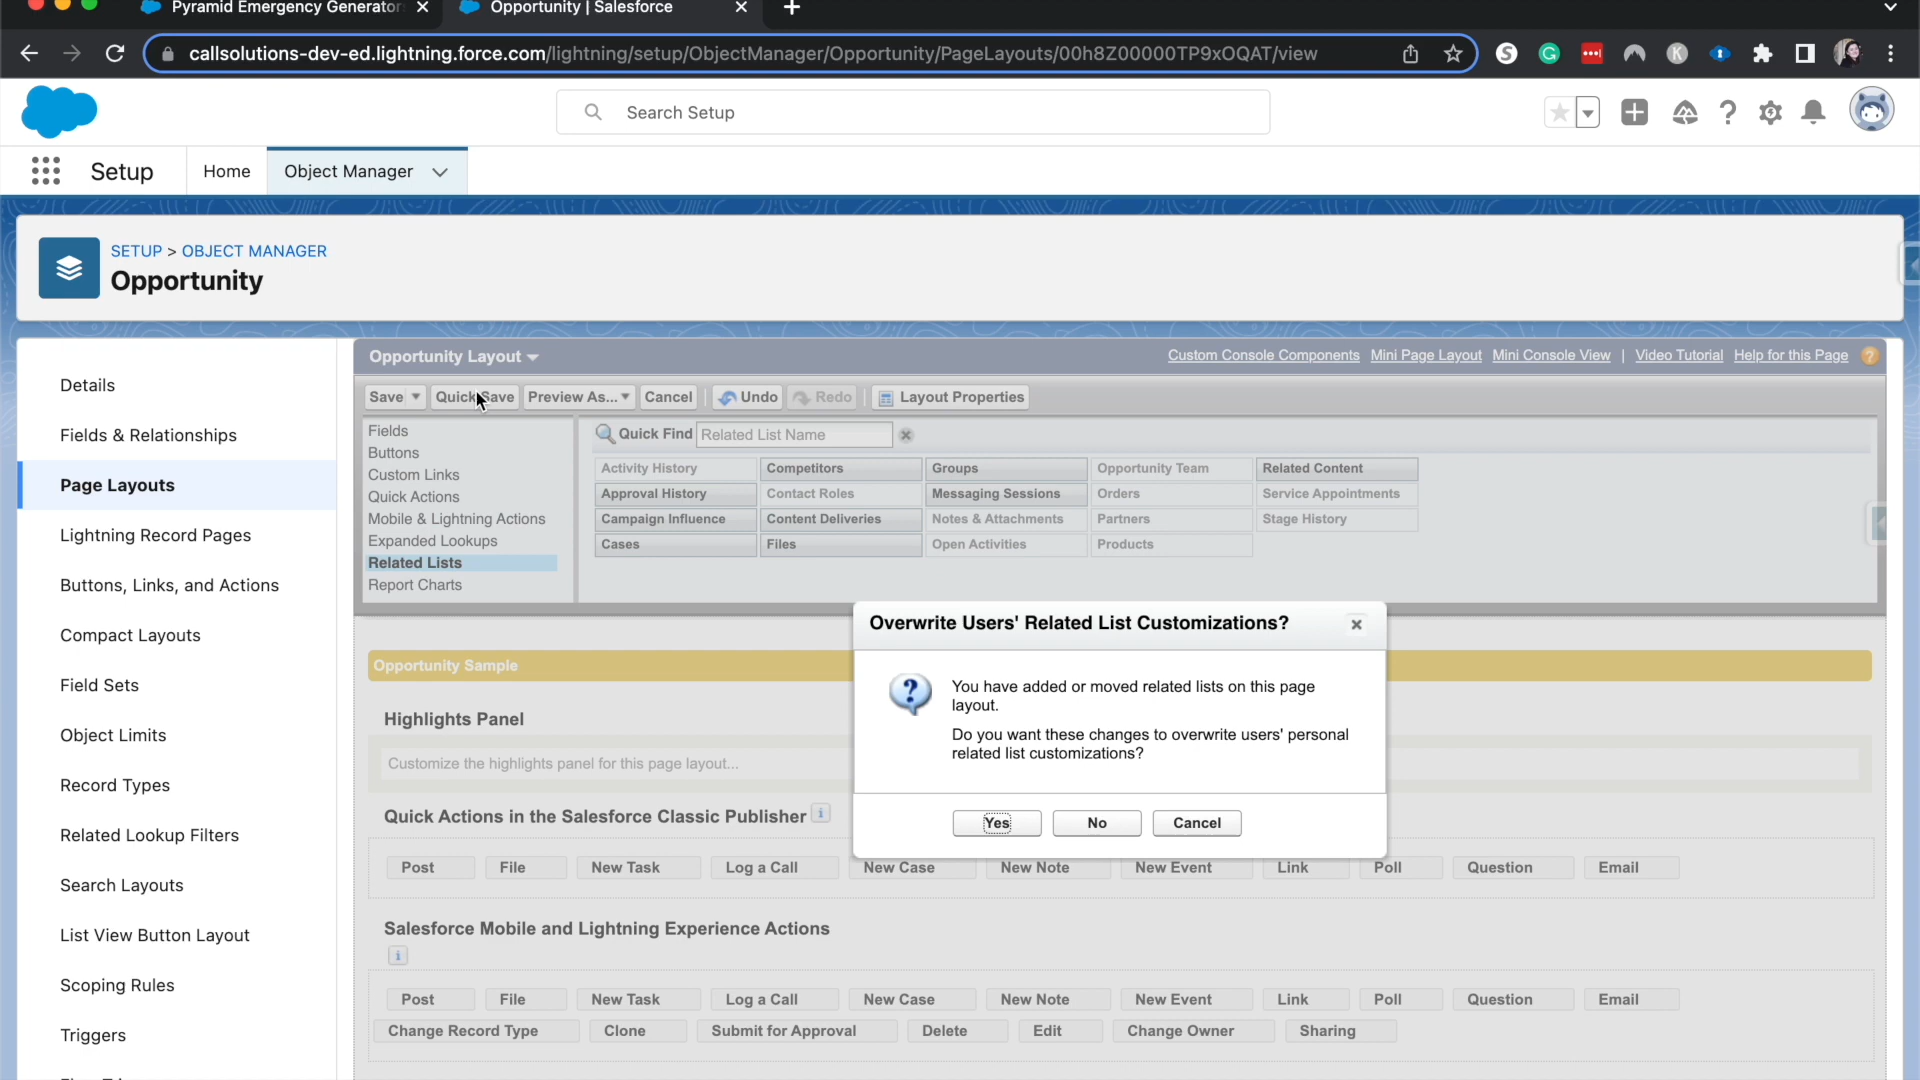 Pyramid Emergency Generator
Opportunity | Salesforce
callsolutions-dev-ed.lightning.force.com/lightning/setup/ObjectManager/Opportunity/PageLayouts/00h8Z00000TP9xOQAT/view
Search Setup
Setup
Home
Object Manager
SETUP > OBJECT MANAGER
Opportunity
Details
Fields & Relationships
Page Layouts
Lightning Record Pages
Buttons, Links, and Actions
Compact Layouts
Field Sets
Object Limits
Record Types
Related Lookup Filters
Search Layouts
List View Button Layout
Scoping Rules
Triggers
Opportunity Layout
Custom Console Components Mini Page Layout Mini Console View | Video Tutorial Help for this Page ?
Save Quick Save Preview As... Cancel Undo Redo Layout Properties
Fields
Buttons
Custom Links
Quick Actions
Mobile & Lightning Actions
Expanded Lookups
Related Lists
Report Charts
Quick Find Related List Name
Activity History Competitors Groups Opportunity Team Related Content
Approval History Contact Roles Messaging Sessions Orders Service Appointments
Campaign Influence Content Deliveries Notes & Attachments Partners Stage History
Cases Files Open Activities Products
Overwrite Users' Related List Customizations?
You have added or moved related lists on this page
layout.
Do you want these changes to overwrite users' personal
related list customizations?
Yes No Cancel
Opportunity Sample
Highlights Panel
Customize the highlights panel for this page layout...
Quick Actions in the Salesforce Classic Publisher i
Post File New Task Log a Call New Case New Note New Event Link Poll Question Email
Salesforce Mobile and Lightning Experience Actions
i
Post File New Task Log a Call New Case New Note New Event Link Poll Question Email
Change Record Type Clone Submit for Approval Delete Edit Change Owner Sharing